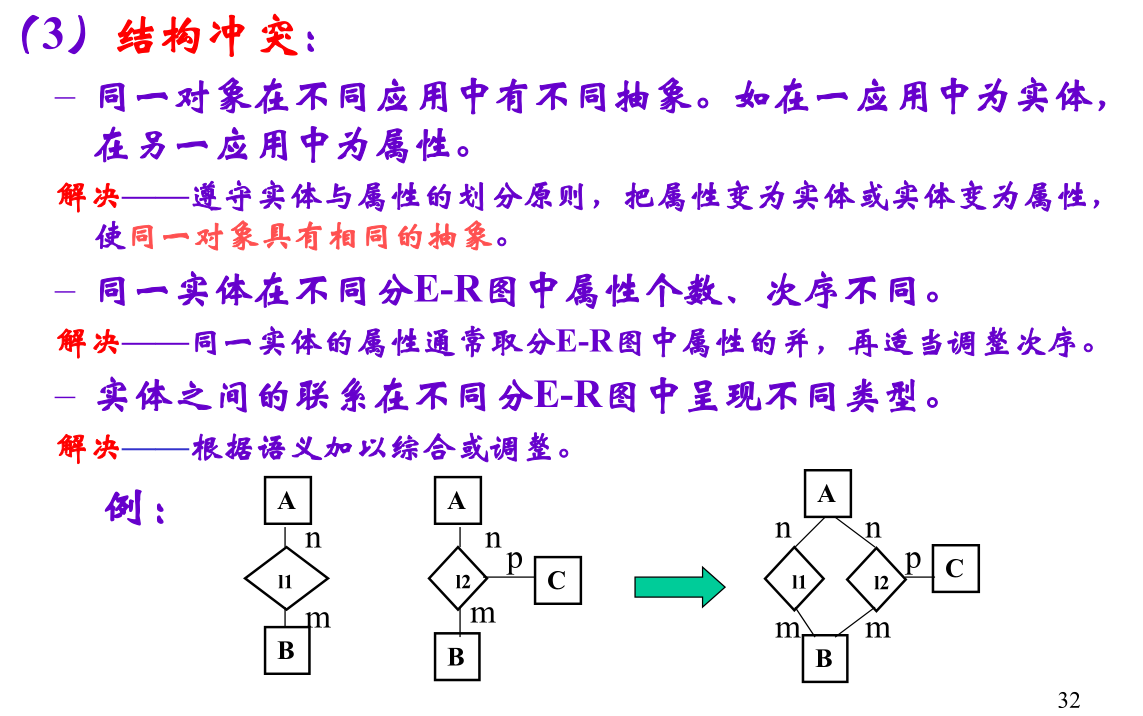 （3）结构冲突：
– 同一对象在不同应用中有不同抽象。如在一应用中为实体，
在另一应用中为属性。
解决——遵守实体与属性的划分原则，把属性变为实体或实体变为属性，
使同一对象具有相同的抽象。
– 同一实体在不同分E-R图中属性个数、次序不同。
解决——同一实体的属性通常取分E-R图中属性的并，再适当调整次序。
– 实体之间的联系在不同分E-R图中呈现不同类型。
解决——根据语义加以综合或调整。
例：
A
n
l1
m
B
A
n
p
l2
C
m
B
A
n
n
p
l1
l2
C
m
m
B
32